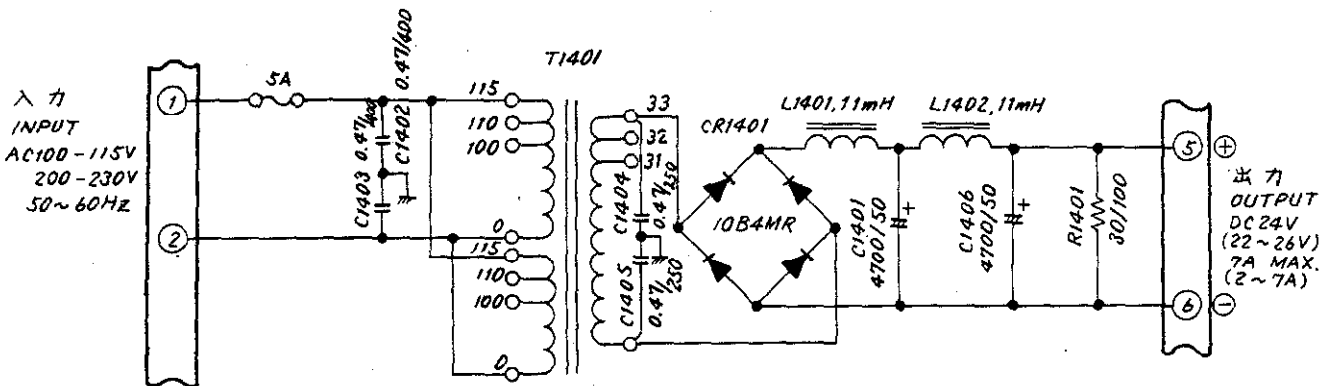 入力
INPUT
AC100-115V
200-230V
50~60Hz
1
2
5A
C1402 0.47/400
C1403 0.47/400
T1401
115
110
100
0
115
110
100
0
33
32
31
C1404
0.47/250
C1405
0.47/250
CR1401
10B4MR
L1401, 11mH
L1402, 11mH
C1401
4700/50
+
C1406
4700/50
+
R1401
30/100
5
+
6
−
出力
OUTPUT
DC24V
(22~26V)
7A MAX.
(2~7A)